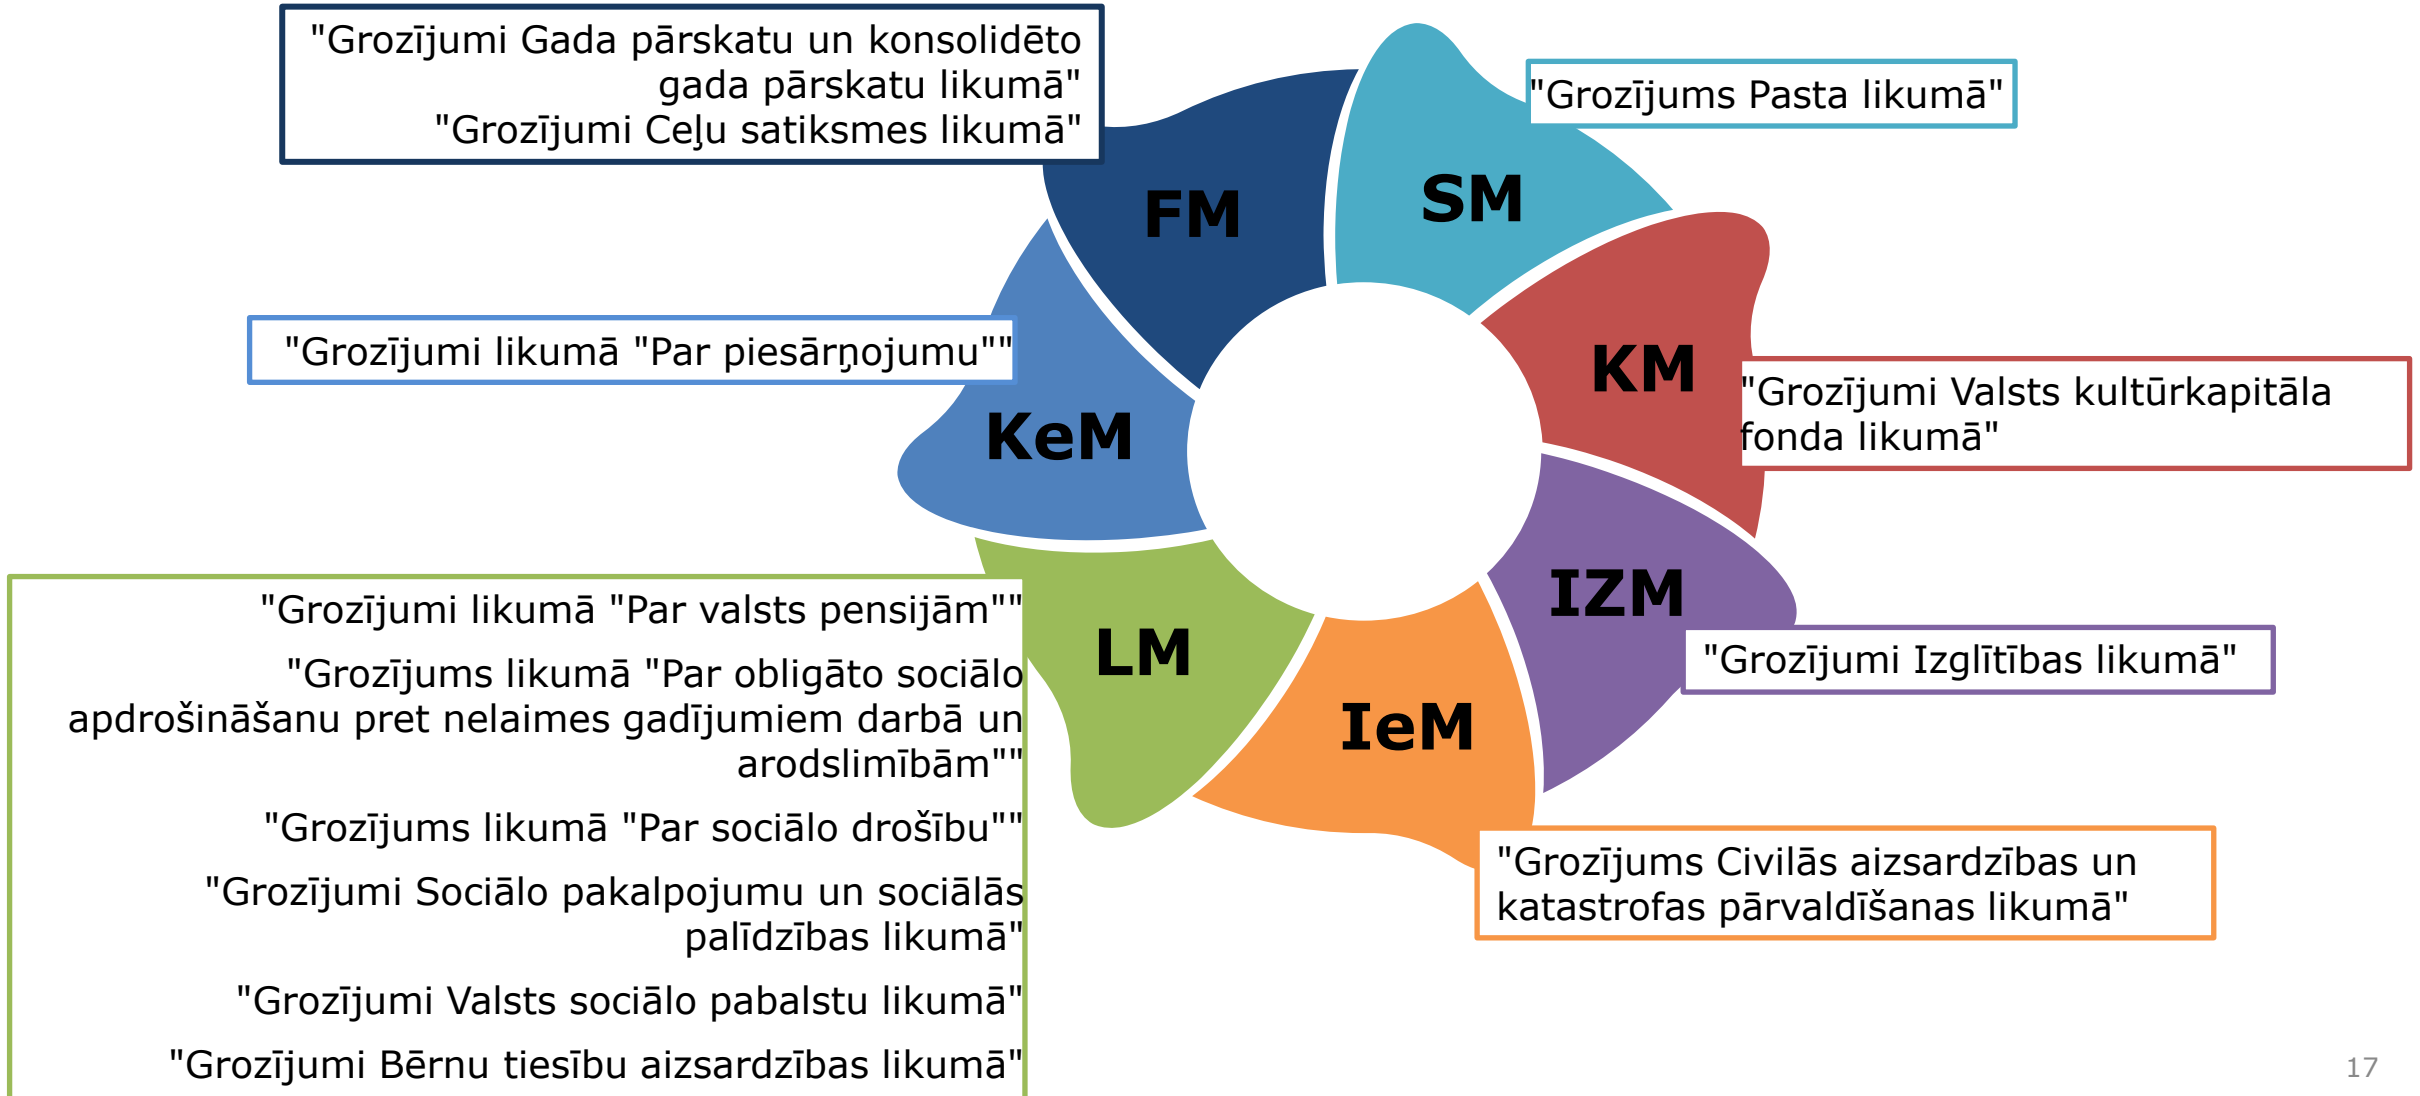 "Grozījumi Gada pārskatu un konsolidēto
gada pārskatu likumā"
"Grozījumi Ceļu satiksmes likumā"
"Grozījums Pasta likumā"
FM
SM
"Grozījumi likumā "Par piesārņojumu""
KM
"Grozījumi Valsts kultūrkapitāla
fonda likumā"
KeM
IZM
"Grozījumi Izglītības likumā"
LM
IeM
"Grozījums Civilās aizsardzības un
katastrofas pārvaldīšanas likumā"
"Grozījumi likumā "Par valsts pensijām""
"Grozījums likumā "Par obligāto sociālo
apdrošināšanu pret nelaimes gadījumiem darbā un
arodslimībām""
"Grozījums likumā "Par sociālo drošību""
"Grozījumi Sociālo pakalpojumu un sociālās
palīdzības likumā"
"Grozījumi Valsts sociālo pabalstu likumā"
"Grozījumi Bērnu tiesību aizsardzības likumā"
17